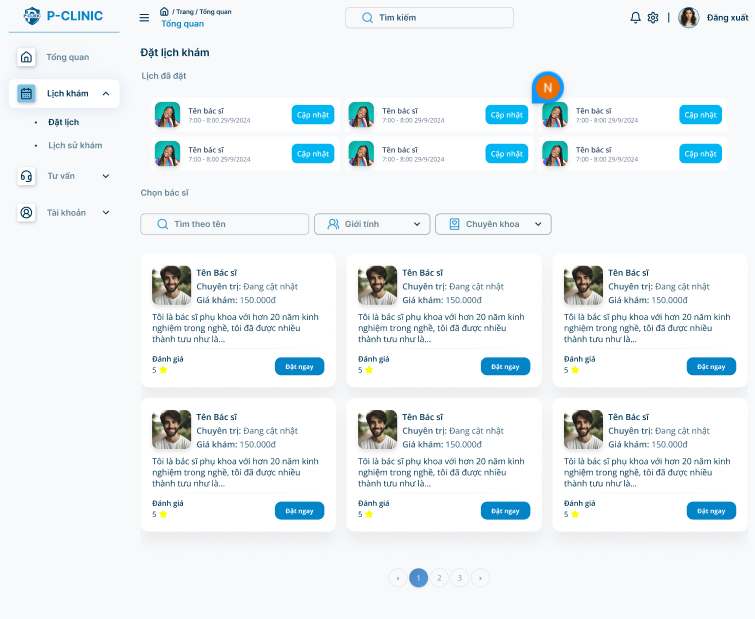 P-CLINIC
/ Trang / Tổng quan
Tổng quan
Tìm kiếm
Đăng xuất
Tổng quan
Lịch khám
Đặt lịch
Lịch sử khám
Tư vấn
Tài khoản
Đặt lịch khám
Lịch đã đặt
N
Tên bác sĩ
7:00 - 8:00 29/9/2024
Cập nhật
Tên bác sĩ
7:00 - 8:00 29/9/2024
Cập nhật
Tên bác sĩ
7:00 - 8:00 29/9/2024
Cập nhật
Tên bác sĩ
7:00 - 8:00 29/9/2024
Cập nhật
Tên bác sĩ
7:00 - 8:00 29/9/2024
Cập nhật
Tên bác sĩ
7:00 - 8:00 29/9/2024
Cập nhật
Chọn bác sĩ
Tìm theo tên
Giới tính
Chuyên khoa
Tên Bác sĩ
Chuyên trị: Đang cật nhật
Giá khám: 150.000đ
Tôi là bác sĩ phụ khoa với hơn 20 năm kinh
nghiệm trong nghề, tôi đã được nhiều
thành tưu như là...
Đánh giá
5
Đặt ngay
Tên Bác sĩ
Chuyên trị: Đang cật nhật
Giá khám: 150.000đ
Tôi là bác sĩ phụ khoa với hơn 20 năm kinh
nghiệm trong nghề, tôi đã được nhiều
thành tưu như là...
Đánh giá
5
Đặt ngay
Tên Bác sĩ
Chuyên trị: Đang cật nhật
Giá khám: 150.000đ
Tôi là bác sĩ phụ khoa với hơn 20 năm kinh
nghiệm trong nghề, tôi đã được nhiều
thành tưu như là...
Đánh giá
5
Đặt ngay
Tên Bác sĩ
Chuyên trị: Đang cật nhật
Giá khám: 150.000đ
Tôi là bác sĩ phụ khoa với hơn 20 năm kinh
nghiệm trong nghề, tôi đã được nhiều
thành tưu như là...
Đánh giá
5
Đặt ngay
Tên Bác sĩ
Chuyên trị: Đang cật nhật
Giá khám: 150.000đ
Tôi là bác sĩ phụ khoa với hơn 20 năm kinh
nghiệm trong nghề, tôi đã được nhiều
thành tưu như là...
Đánh giá
5
Đặt ngay
Tên Bác sĩ
Chuyên trị: Đang cật nhật
Giá khám: 150.000đ
Tôi là bác sĩ phụ khoa với hơn 20 năm kinh
nghiệm trong nghề, tôi đã được nhiều
thành tưu như là...
Đánh giá
5
Đặt ngay
‹ 1 2 3 ›